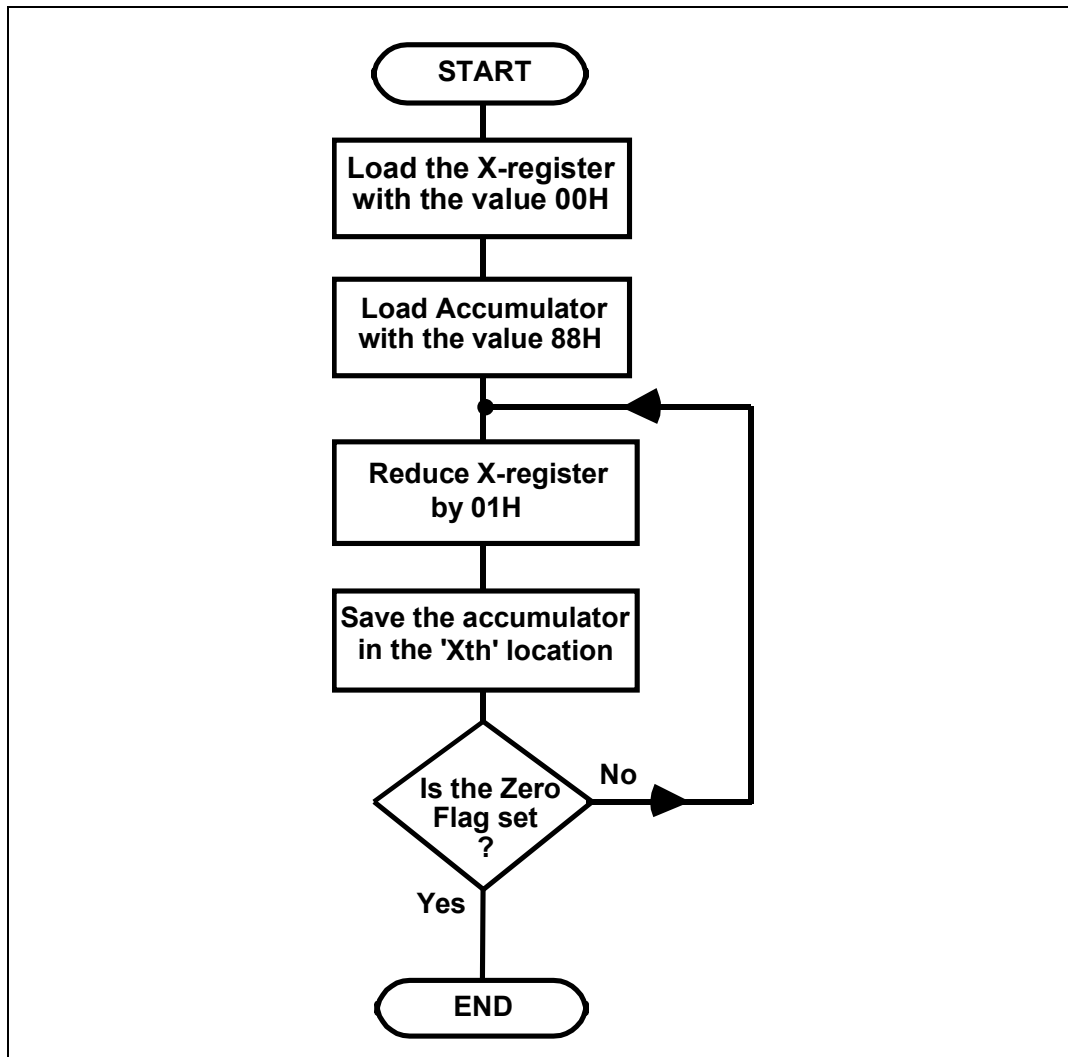 START
Load the X-register
with the value 00H
Load Accumulator
with the value 88H
Reduce X-register
by 01H
Save the accumulator
in the 'Xth' location
Is the Zero
Flag set
?
No
Yes
END